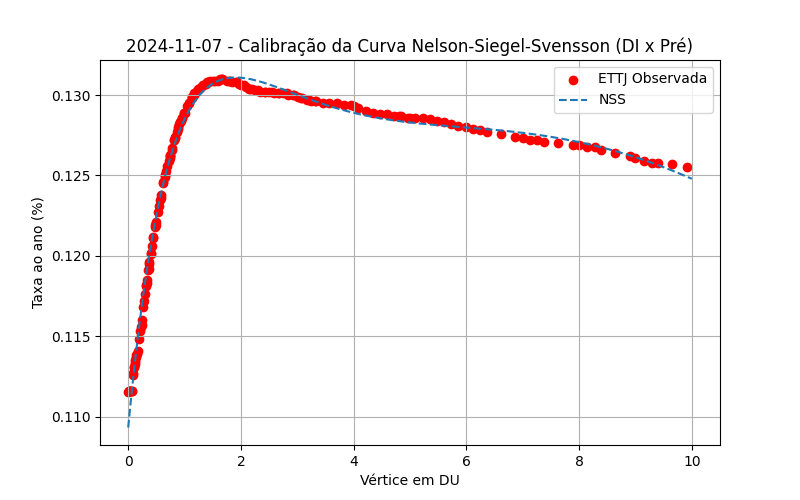 2024-11-07 - Calibração da Curva Nelson-Siegel-Svensson (DI x Pré)
ETTJ Observada
NSS
Taxa ao ano (%)
0.130
0.125
0.120
0.115
0.110
0 2 4 6 8 10
Vértice em DU